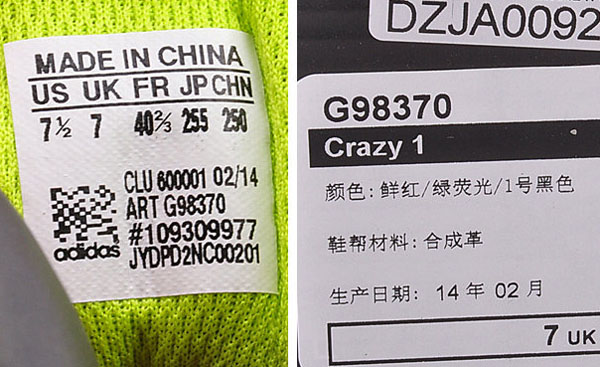 MADE IN CHINA
US UK FR JP CHN
7½ 7 40⅔ 255 250
CLU 600001 02/14
ART G98370
#109309977
adidas JYDPD2NC00201
DZJA0092
G98370
Crazy 1
颜色: 鲜红/绿荧光/1号黑色
鞋帮材料: 合成革
生产日期: 14 年 02 月
7 UK